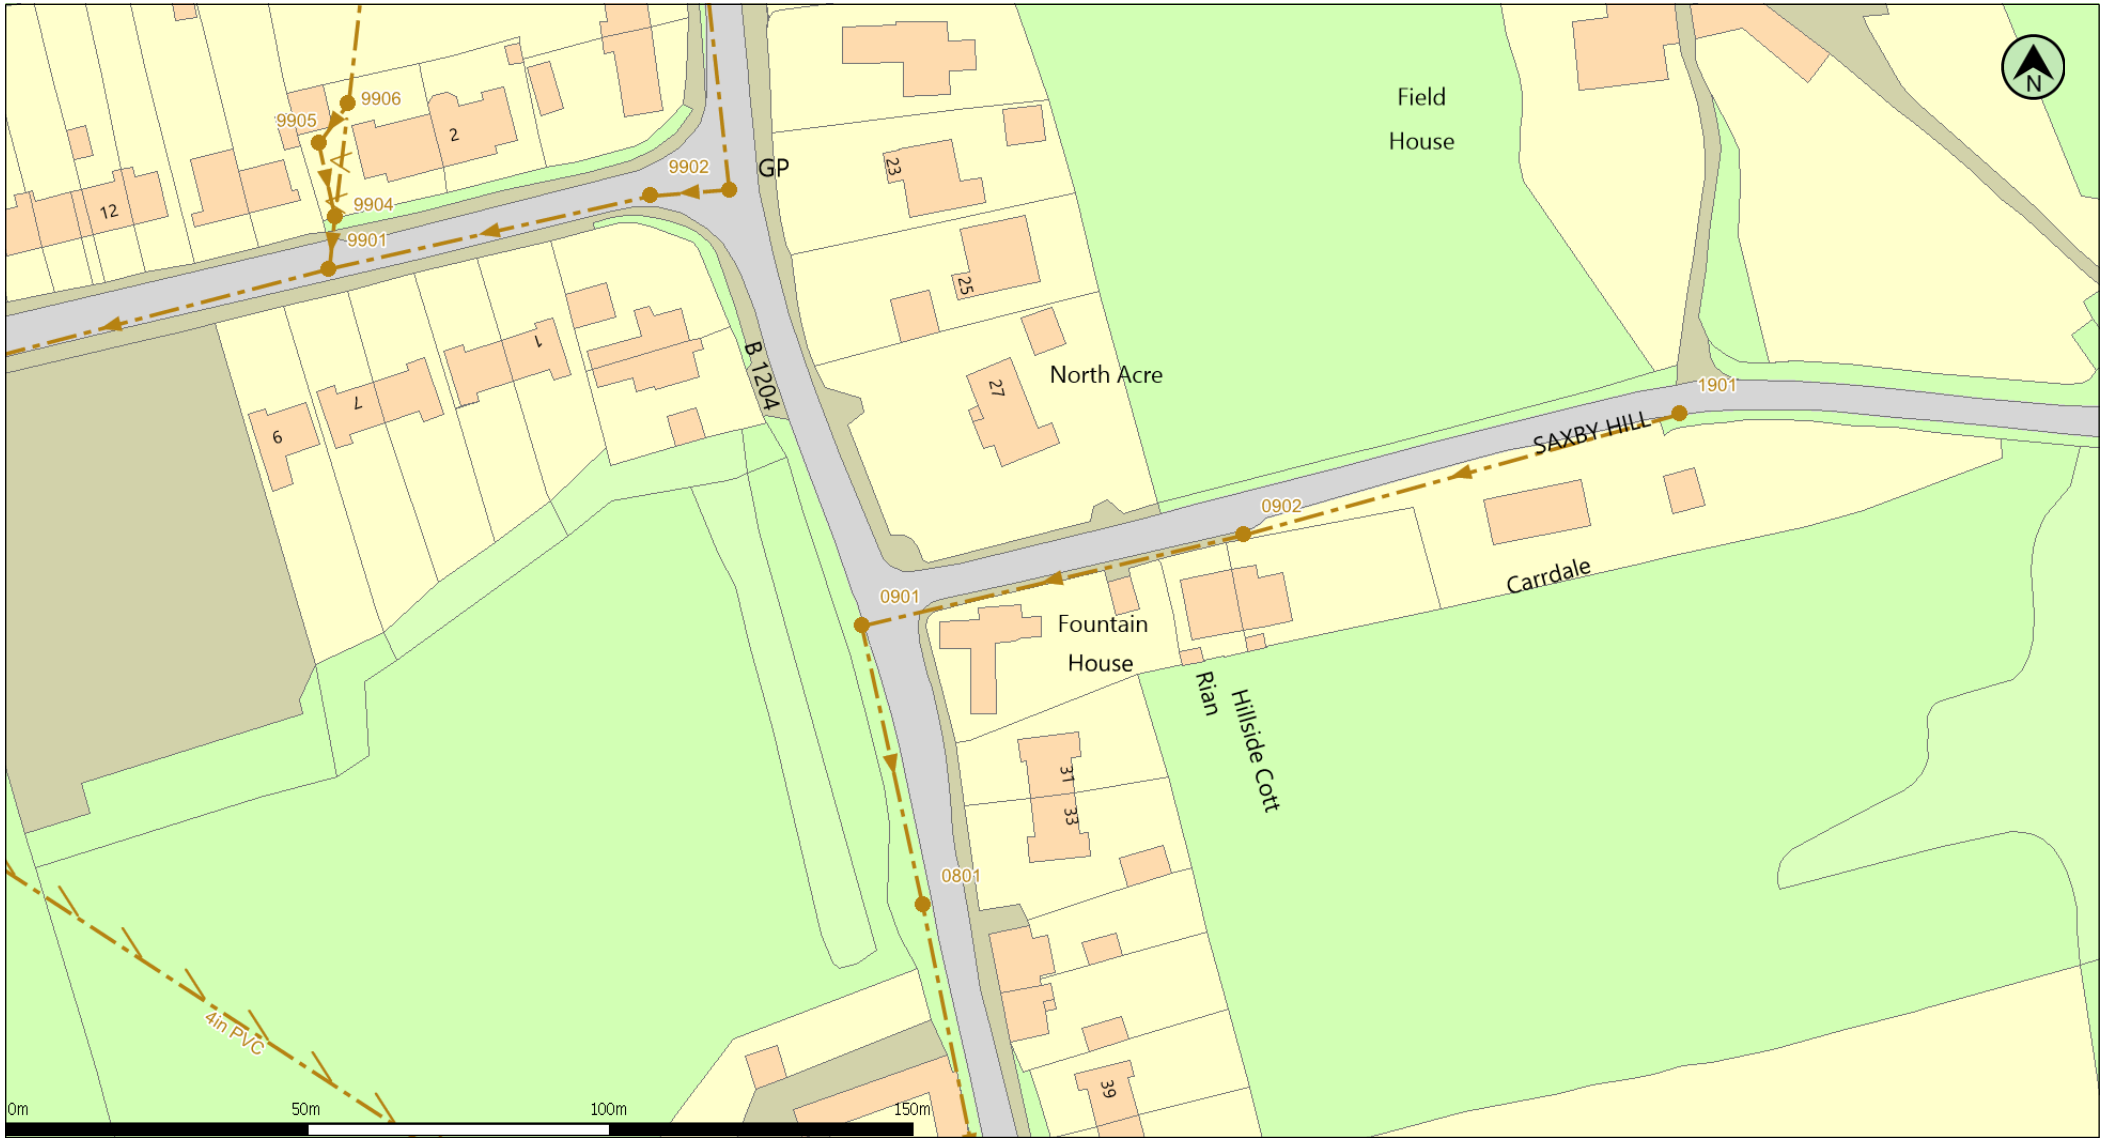 Field
House
N
9906
9905
2
9902
GP
23
12
9904
9901
25
B 1204
North Acre
27
1
7
9
1901
SAXBY HILL
0902
Carrdale
0901
Fountain
House
Rian
Hillside Cott
31
33
0801
4in PVC
39
0m
50m
100m
150m